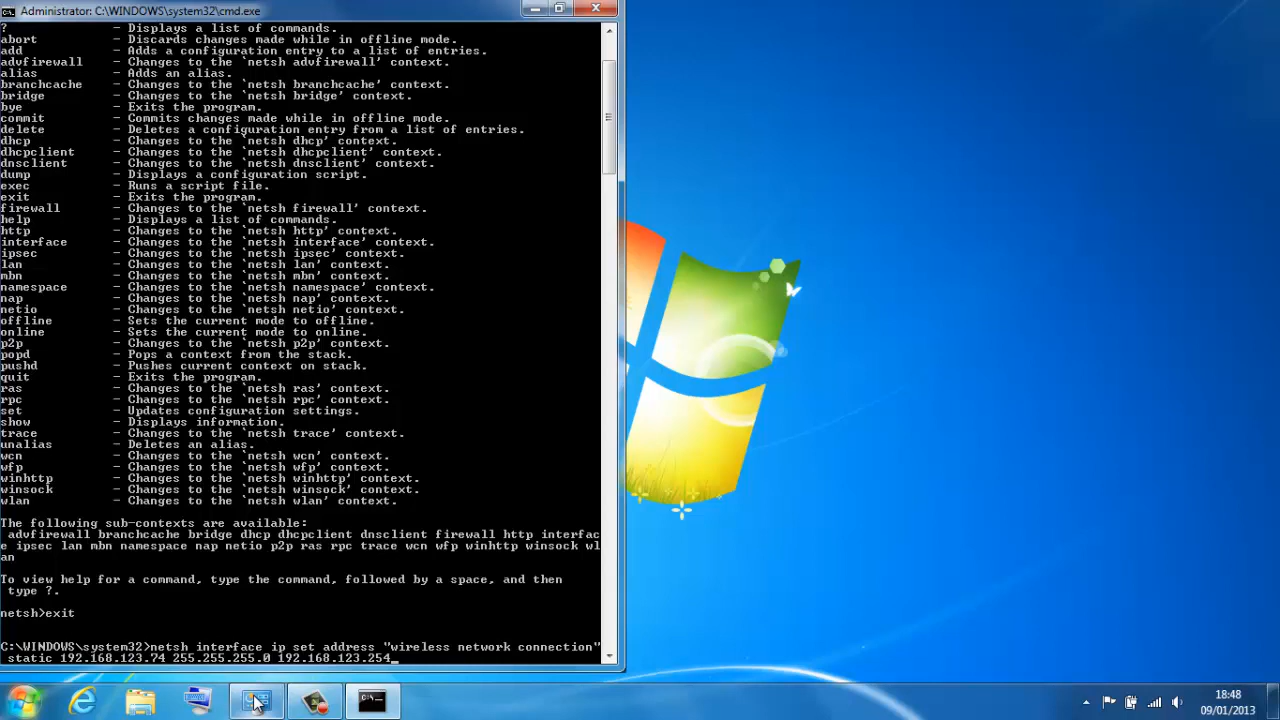 Administrator: C:\WINDOWS\system32\cmd.exe
? - Displays a list of commands.
abort - Discards changes made while in offline mode.
add - Adds a configuration entry to a list of entries.
advfirewall - Changes to the `netsh advfirewall' context.
alias - Adds an alias.
branchcache - Changes to the `netsh branchcache' context.
bridge - Changes to the `netsh bridge' context.
bye - Exits the program.
commit - Commits changes made while in offline mode.
delete - Deletes a configuration entry from a list of entries.
dhcp - Changes to the `netsh dhcp' context.
dhcpclient - Changes to the `netsh dhcpclient' context.
dnsclient - Changes to the `netsh dnsclient' context.
dump - Displays a configuration script.
exec - Runs a script file.
exit - Exits the program.
firewall - Changes to the `netsh firewall' context.
help - Displays a list of commands.
http - Changes to the `netsh http' context.
interface - Changes to the `netsh interface' context.
ipsec - Changes to the `netsh ipsec' context.
lan - Changes to the `netsh lan' context.
mbn - Changes to the `netsh mbn' context.
namespace - Changes to the `netsh namespace' context.
nap - Changes to the `netsh nap' context.
netio - Changes to the `netsh netio' context.
offline - Sets the current mode to offline.
online - Sets the current mode to online.
p2p - Changes to the `netsh p2p' context.
popd - Pops a context from the stack.
pushd - Pushes current context on stack.
quit - Exits the program.
ras - Changes to the `netsh ras' context.
rpc - Changes to the `netsh rpc' context.
set - Updates configuration settings.
show - Displays information.
trace - Changes to the `netsh trace' context.
unalias - Deletes an alias.
wcn - Changes to the `netsh wcn' context.
wfp - Changes to the `netsh wfp' context.
winhttp - Changes to the `netsh winhttp' context.
winsock - Changes to the `netsh winsock' context.
wlan - Changes to the `netsh wlan' context.
The following sub-contexts are available:
advfirewall branchcache bridge dhcp dhcpclient dnsclient firewall http interfac
e ipsec lan mbn namespace nap netio p2p ras rpc trace wcn wfp winhttp winsock wl
an
To view help for a command, type the command, followed by a space, and then
type ?.
netsh>exit
C:\WINDOWS\system32>netsh interface ip set address "wireless network connection"
static 192.168.123.74 255.255.255.0 192.168.123.254_
C:\
18:48
09/01/2013